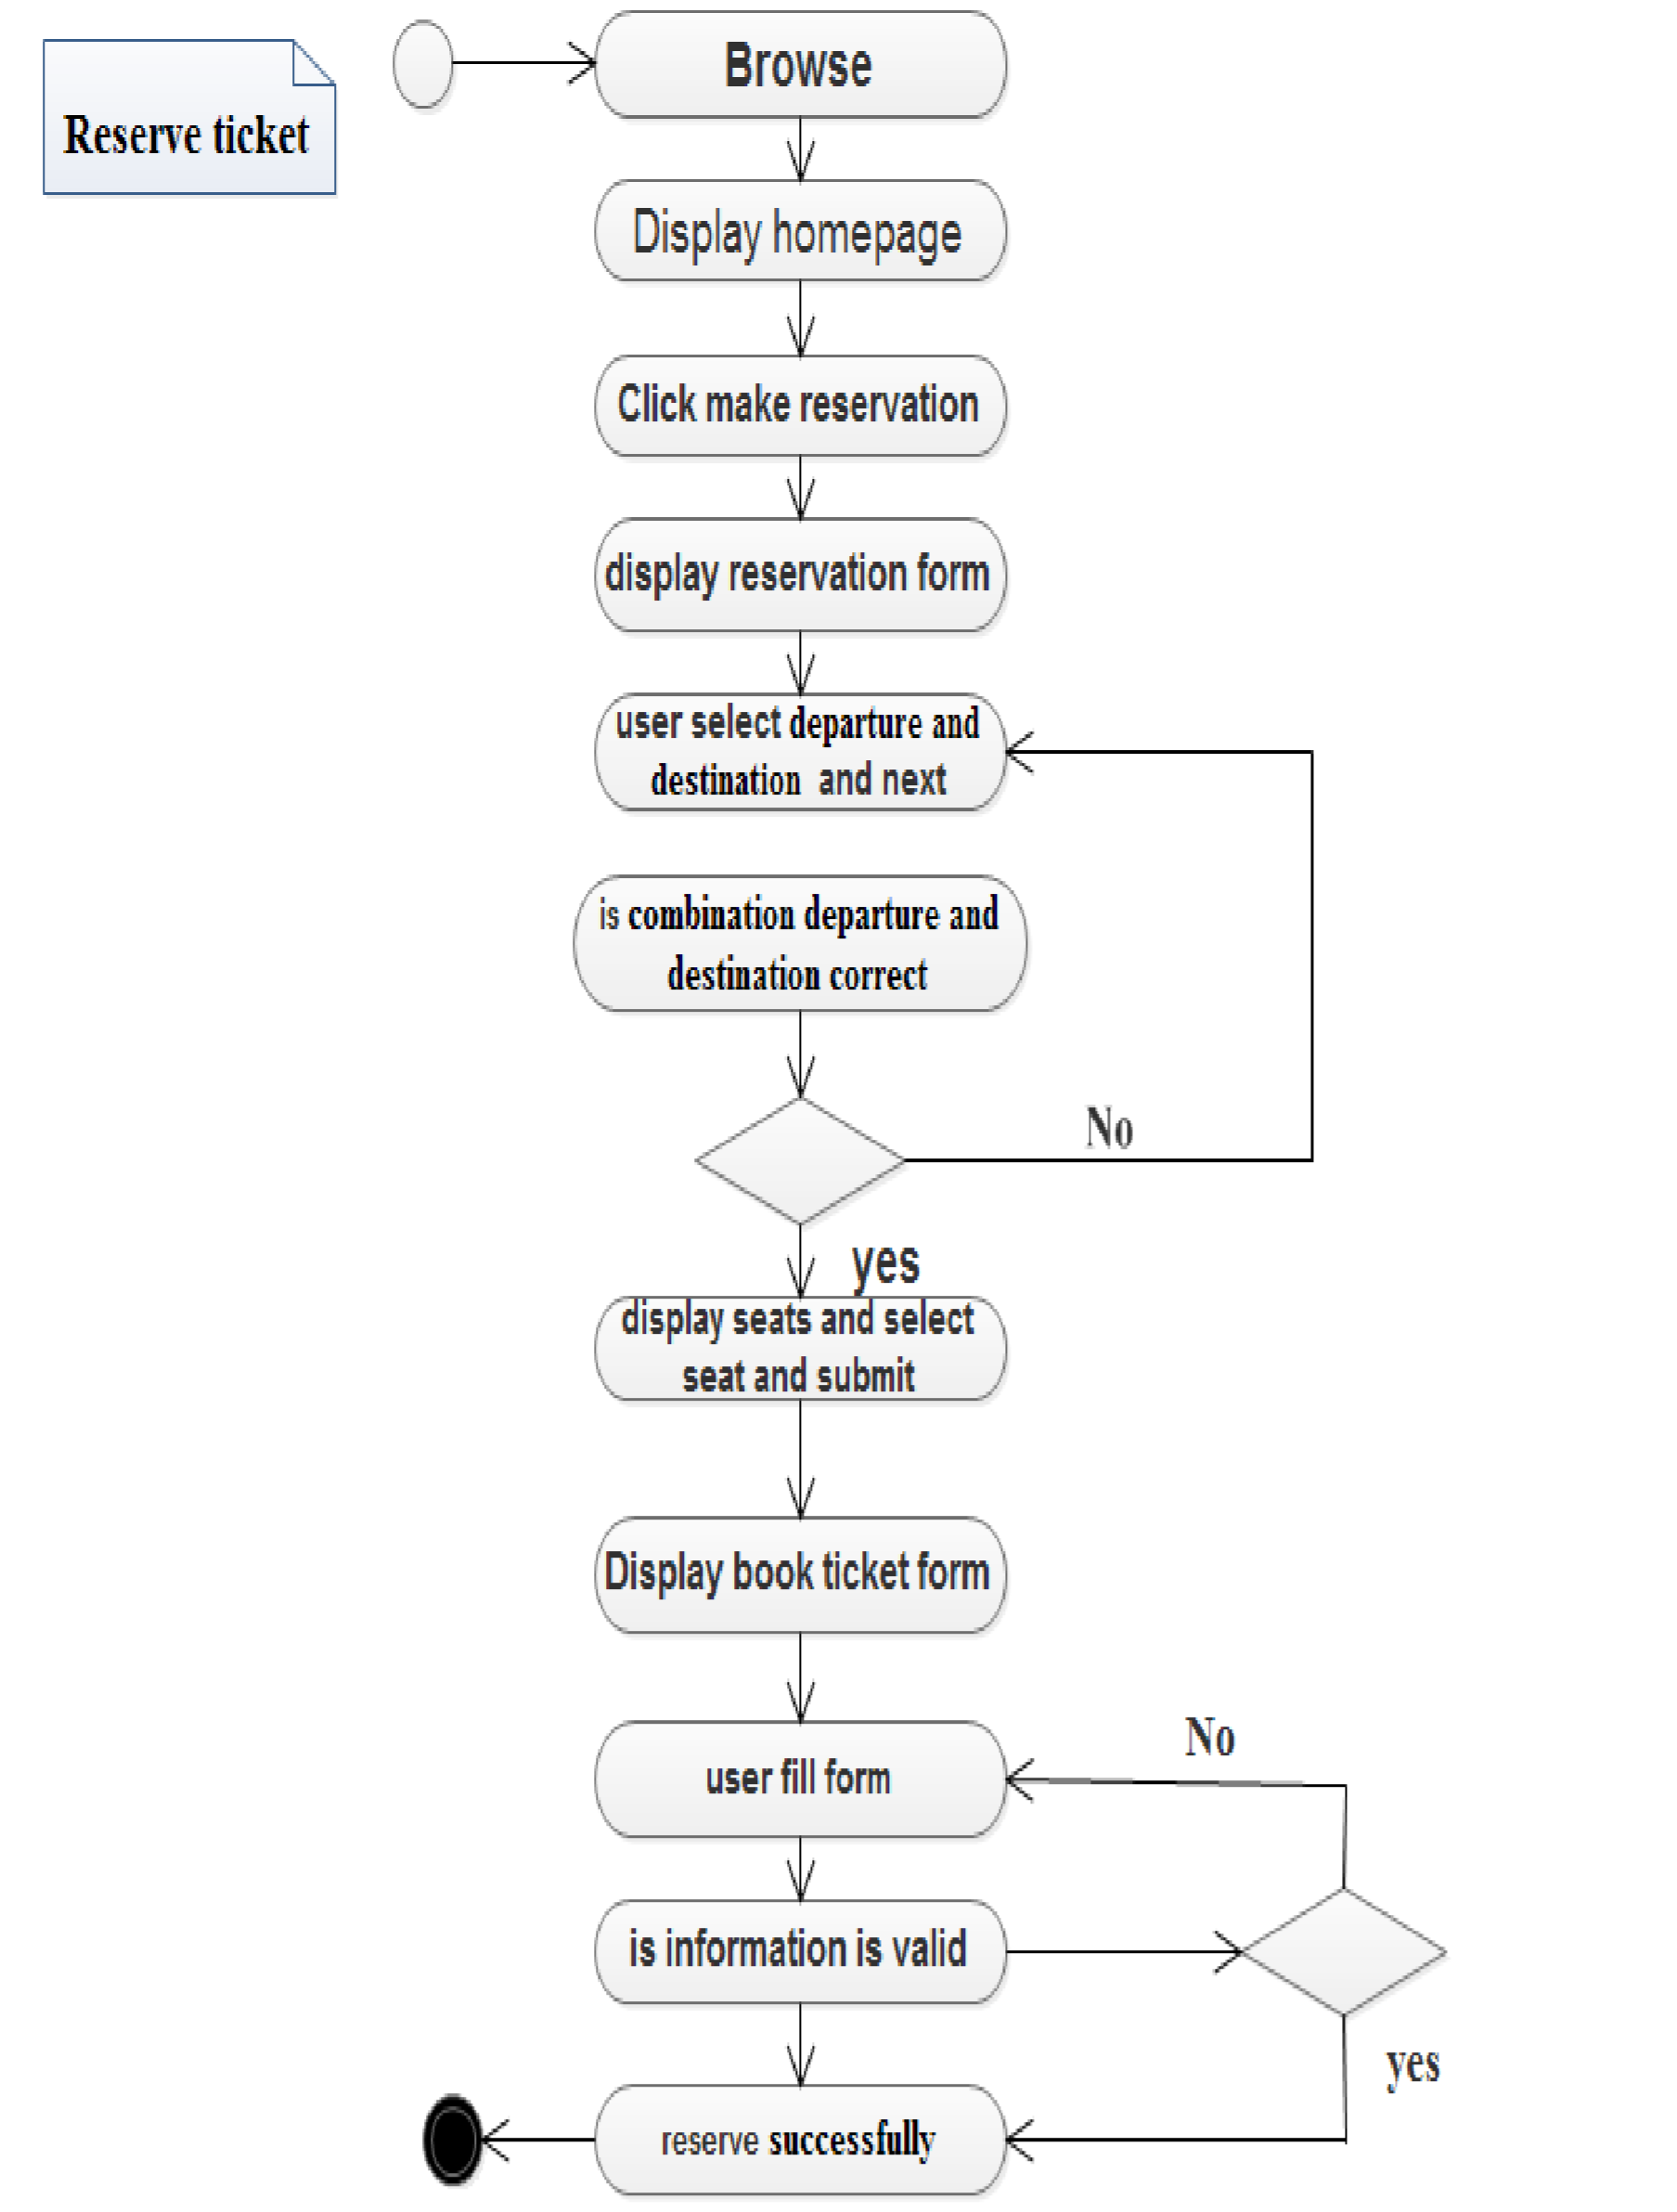 Reserve ticket
Browse
Display homepage
Click make reservation
display reservation form
user select departure and
destination and next
is combination departure and
destination correct
No
yes
display seats and select
seat and submit
Display book ticket form
No
user fill form
is information is valid
yes
reserve successfully